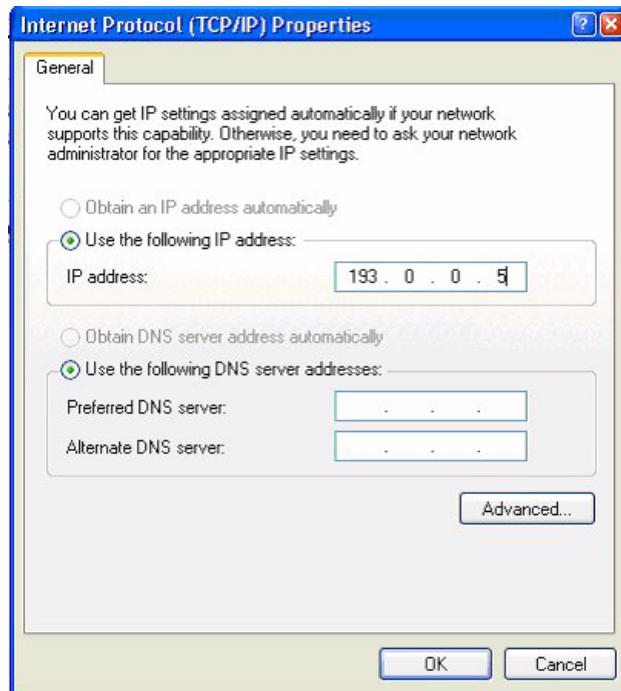 Internet Protocol (TCP/IP) Properties
General
You can get IP settings assigned automatically if your network
supports this capability. Otherwise, you need to ask your network
administrator for the appropriate IP settings.
Obtain an IP address automatically
Use the following IP address:
IP address: 193 . 0 . 0 . 5
Obtain DNS server address automatically
Use the following DNS server addresses:
Preferred DNS server: . . .
Alternate DNS server: . . .
Advanced...
OK Cancel